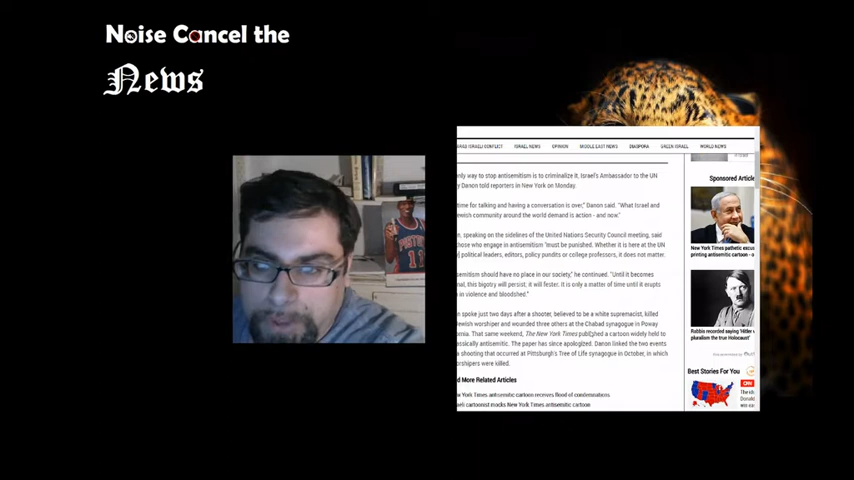 Noise Cancel the
News
ARAB ISRAELI CONFLICT ISRAEL NEWS OPINION MIDDLE EAST NEWS DIASPORA GREEN ISRAEL WORLD NEWS
only way to stop antisemitism is to criminalize it, Israel's Ambassador to the UN
y Danon told reporters in New York on Monday.
time for talking and having a conversation is over," Danon said. "What Israel and
ewish community around the world demand is action - and now."
, speaking on the sidelines of the United Nations Security Council meeting, said
hose who engage in antisemitism "must be punished. Whether it is here at the UN
political leaders, editors, policy pundits or college professors, it does not matter.
semitism should have no place in our society," he continued. "Until it becomes
nal, this bigotry will persist; it will fester. It is only a matter of time until it erupts
in violence and bloodshed."
n spoke just two days after a shooter, believed to be a white supremacist, killed
ewish worshiper and wounded three others at the Chabad synagogue in Poway
ornia. That same weekend, The New York Times published a cartoon widely held to
assically antisemitic. The paper has since apologized. Danon linked the two events
a shooting that occurred at Pittsburgh's Tree of Life synagogue in October, in which
orshipers were killed.
d More Related Articles
w York Times antisemitic cartoon receives flood of condemnations
aeli cartoonist mocks New York Times antisemitic cartoon
Sponsored Article
New York Times pathetic excus
printing antisemitic cartoon - o
Rabbis recorded saying 'Hitler
pluralism the true Holocaust'
Best Stories For You
CNN
Donal
PISTONS
11